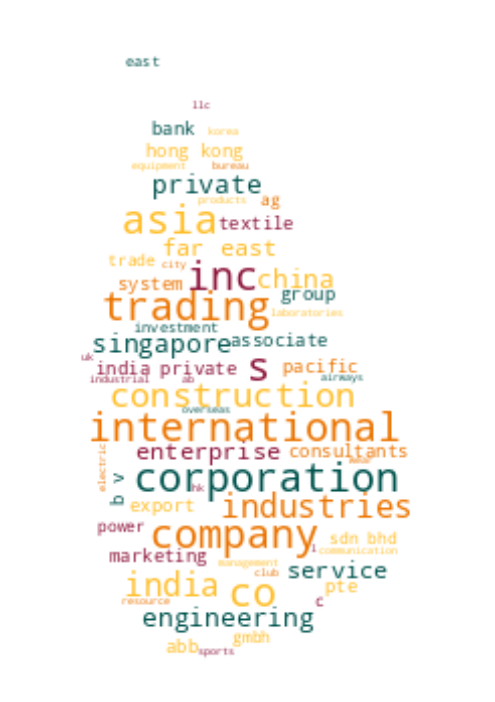 east
llc
bank korea
hong kong
equipment bureau
private
products ag
asia textile
far east
trade city
system inc china
group
trading laboratories
investment
singapore associate
uk india private s pacific
industrial ab airways
construction
overseas
international
electric enterprise consultants
b v corporation
hk
export industries
power company sdn bhd
l communication
marketing management
club service
india co pte
resource c
engineering
gmbh
abb sports